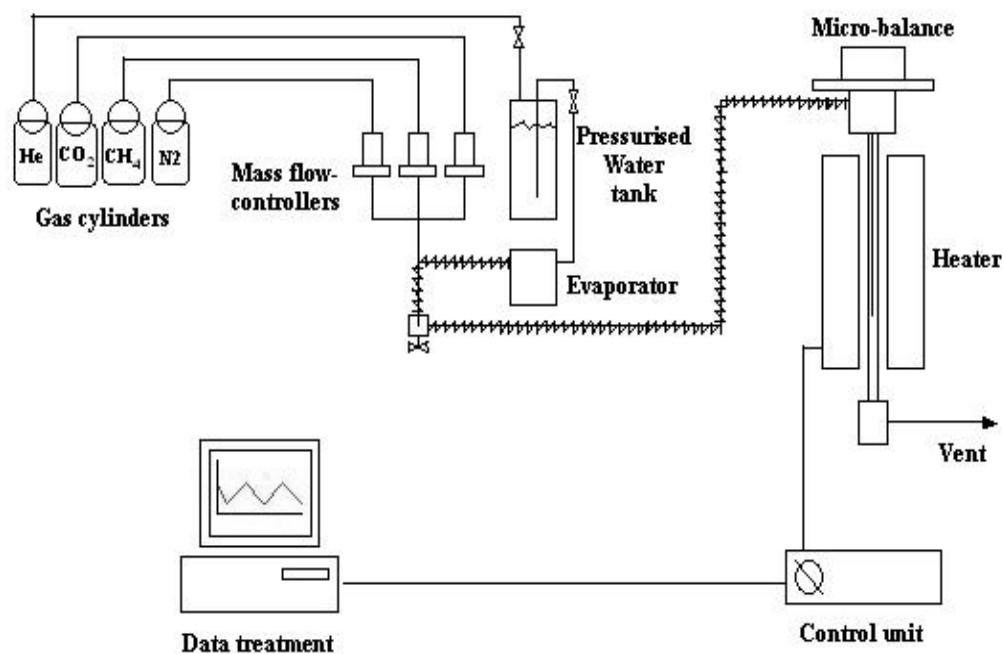 Micro-balance
He
CO2
CH4
N2
Gas cylinders
Mass flow-
controllers
Pressurised
Water
tank
Evaporator
Heater
Vent
Data treatment
Control unit